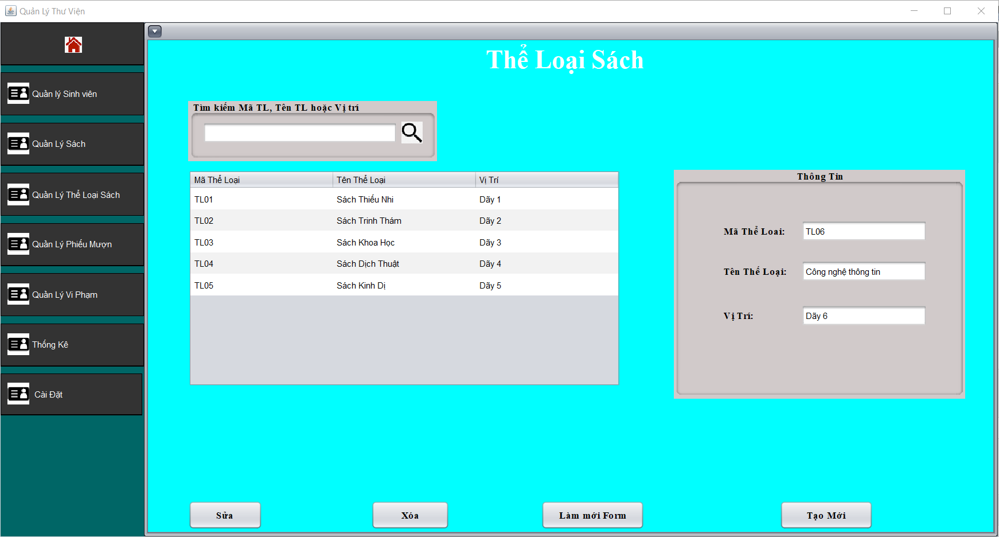 Quản Lý Thư Viện
Quản lý Sinh viên
Quản Lý Sách
Quản Lý Thể Loại Sách
Quản Lý Phiếu Mượn
Quản Lý Vi Phạm
Thống Kê
Cài Đặt
Thể Loại Sách
Tìm kiếm Mã TL, Tên TL hoặc Vị trí
Mã Thể Loại Tên Thể Loại Vị Trí
TL01 Sách Thiếu Nhi Dãy 1
TL02 Sách Trinh Thám Dãy 2
TL03 Sách Khoa Học Dãy 3
TL04 Sách Dịch Thuật Dãy 4
TL05 Sách Kinh Dị Dãy 5
Thông Tin
Mã Thể Loai: TL06
Tên Thể Loại: Công nghệ thông tin
Vị Trí: Dãy 6
Sửa Xóa Làm mới Form Tạo Mới